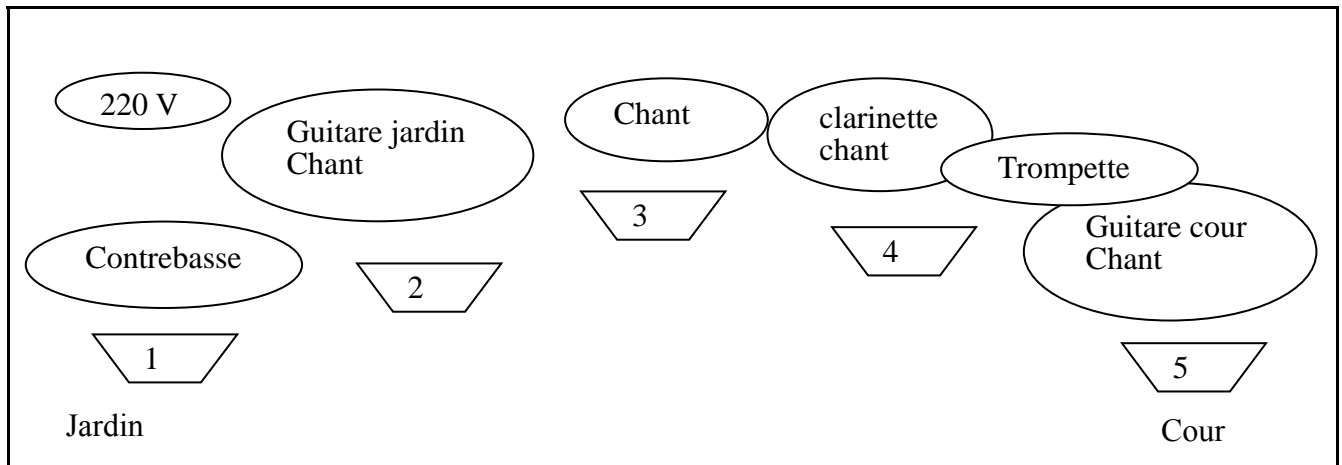 220 V
Guitare jardin
Chant
Chant
clarinette
chant
Trompette
Contrebasse
Guitare cour
Chant
1
2
3
4
5
Jardin
Cour